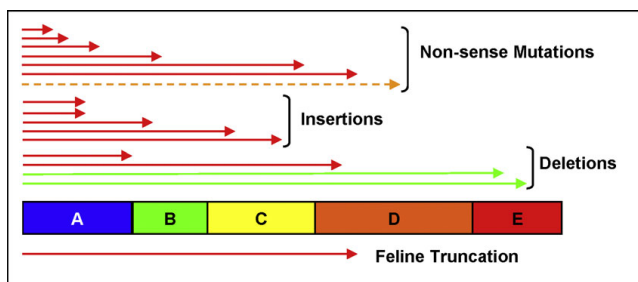 Non-sense Mutations
Insertions
Deletions
A B C D E
Feline Truncation